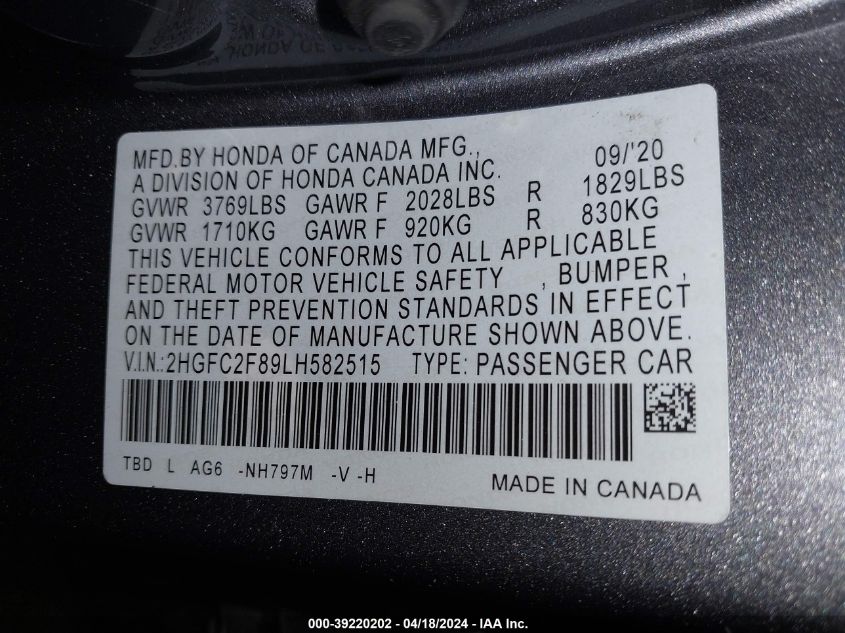 MFD.BY HONDA OF CANADA MFG., 09/'20
A DIVISION OF HONDA CANADA INC.
GVWR 3769LBS GAWR F 2028LBS R 1829LBS
GVWR 1710KG GAWR F 920KG R 830KG
THIS VEHICLE CONFORMS TO ALL APPLICABLE
FEDERAL MOTOR VEHICLE SAFETY , BUMPER ,
AND THEFT PREVENTION STANDARDS IN EFFECT
ON THE DATE OF MANUFACTURE SHOWN ABOVE.
V.I.N.:2HGFC2F89LH582515 TYPE: PASSENGER CAR
TBD L AG6 -NH797M -V -H
MADE IN CANADA
000-39220202 - 04/18/2024 - IAA Inc.